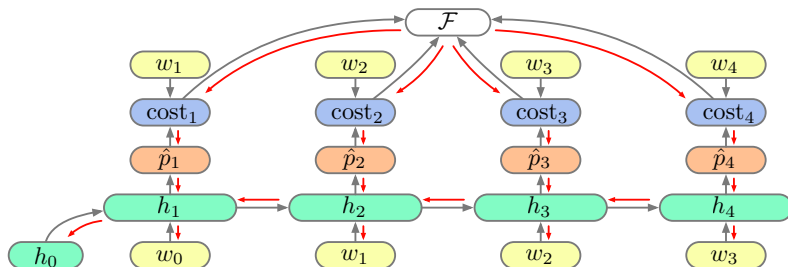 𝓕
w₁ w₂ w₃ w₄
cost₁ cost₂ cost₃ cost₄
p̂₁ p̂₂ p̂₃ p̂₄
h₁ h₂ h₃ h₄
h₀ w₀ w₁ w₂ w₃